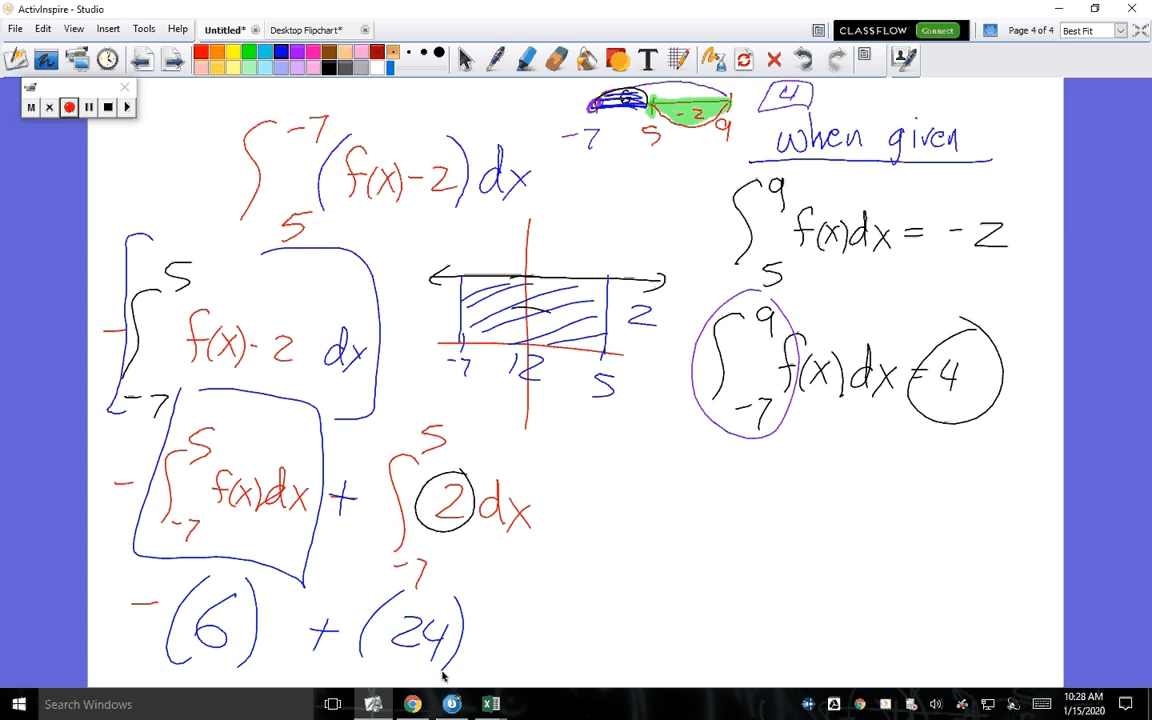 ActivInspire - Studio
File Edit View Insert Tools Help
Untitled* Desktop Flipchart*
CLASSFLOW Connect Page 4 of 4 Best Fit
M
6 -2 4
-7 5 9
when given
∫_5^-7 (f(x)-2)dx
∫_5^9 f(x)dx = -2
-[∫_-7^5 f(x)-2 dx]
2
-7 12 5
∫_-7^9 f(x)dx = 4
-∫_-7^5 f(x)dx + ∫_-7^5 2dx
-(6) + (24)
Search Windows
10:28 AM
1/15/2020